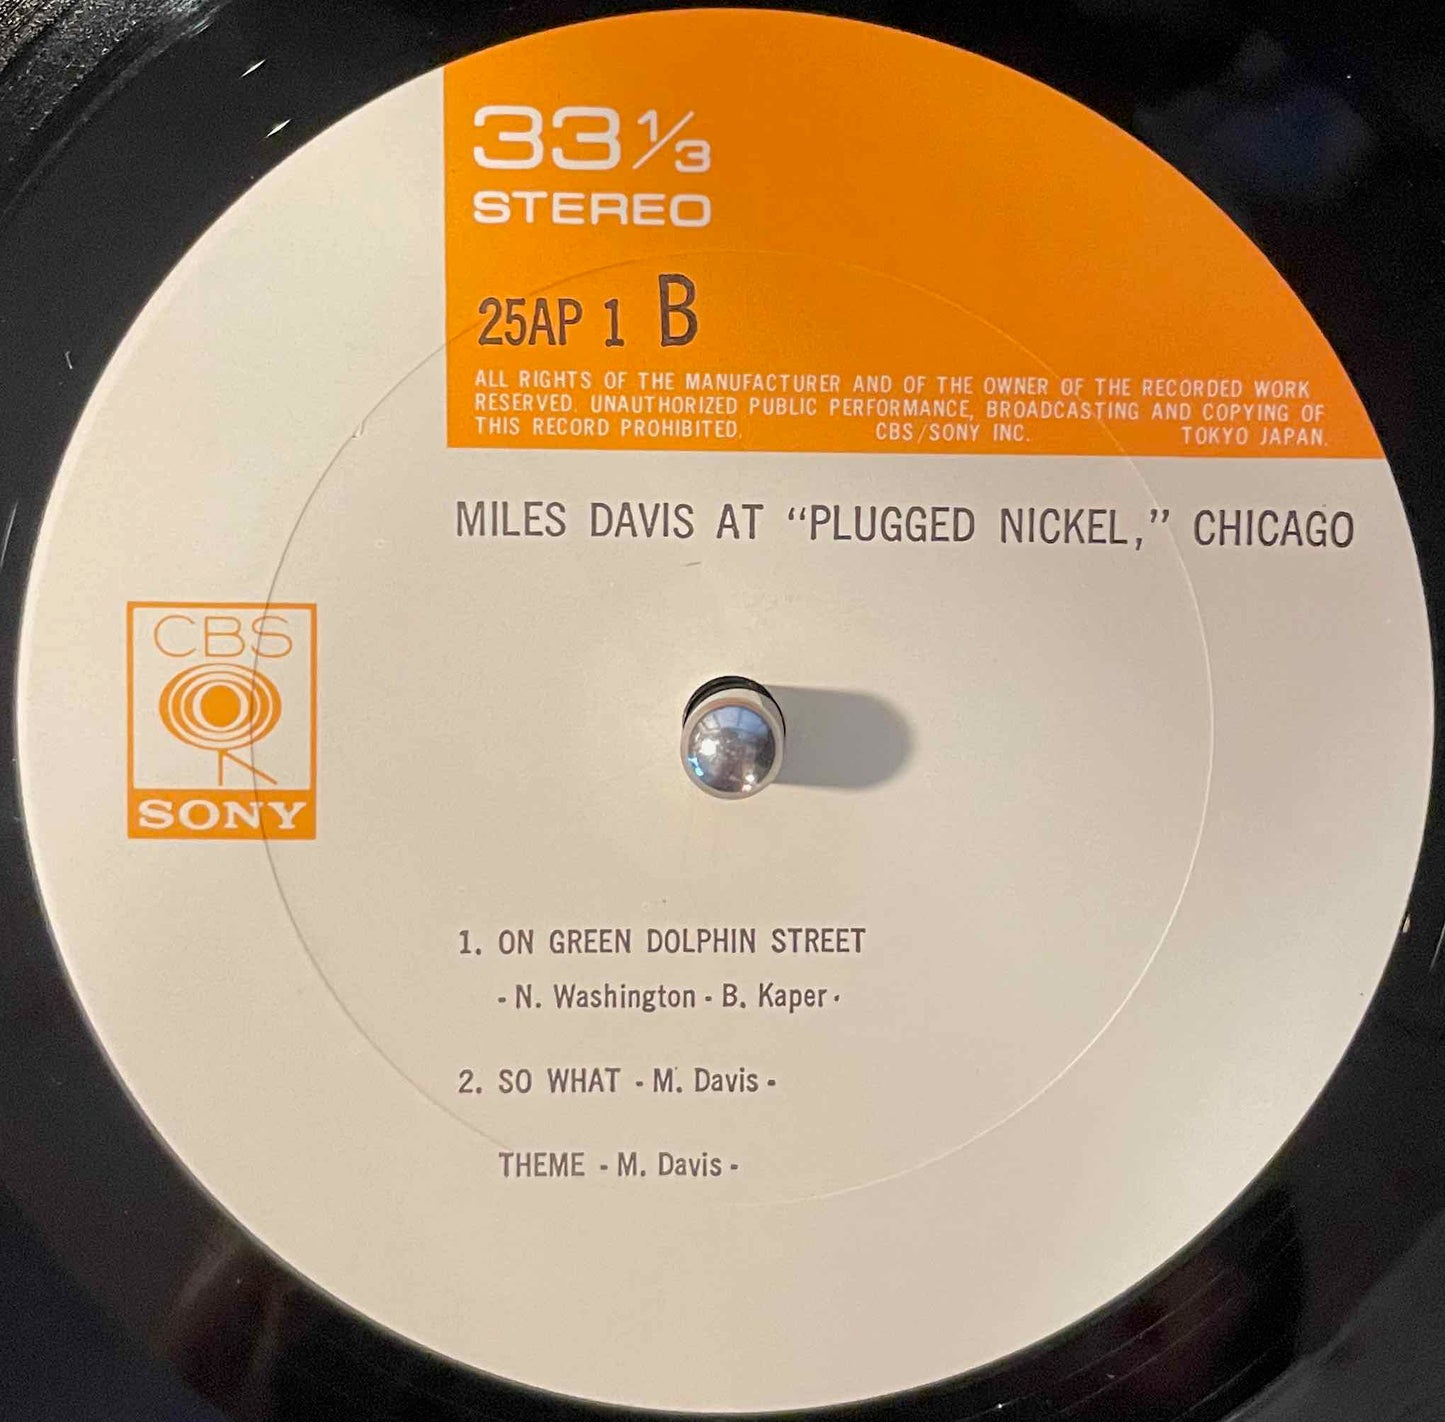 33 1/3
STEREO
25AP 1 B
ALL RIGHTS OF THE MANUFACTURER AND OF THE OWNER OF THE RECORDED WORK
RESERVED. UNAUTHORIZED PUBLIC PERFORMANCE, BROADCASTING AND COPYING OF
THIS RECORD PROHIBITED. CBS/SONY INC. TOKYO JAPAN.
MILES DAVIS AT “PLUGGED NICKEL,” CHICAGO
CBS
SONY
1. ON GREEN DOLPHIN STREET
- N. Washington - B. Kaper -
2. SO WHAT - M. Davis -
THEME - M. Davis -